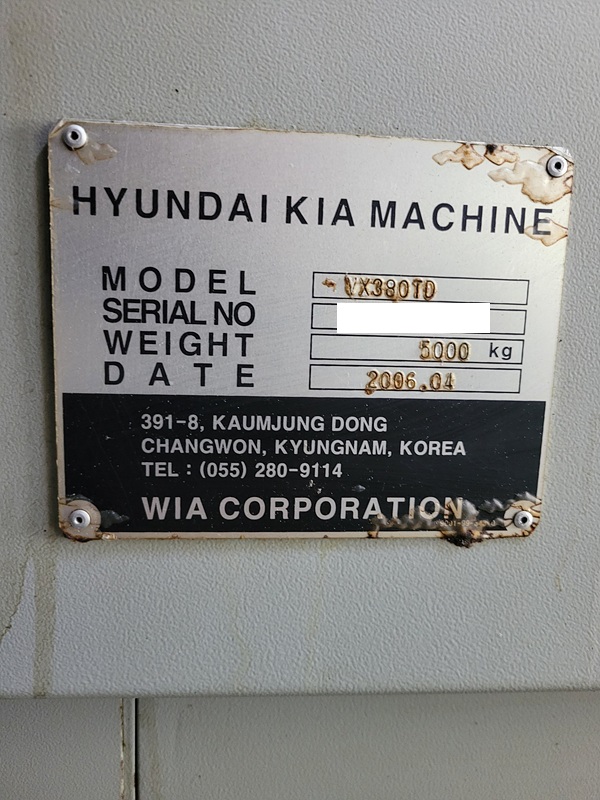 HYUNDAI KIA MACHINE
MODEL VX380TD
SERIAL NO
WEIGHT 5000 kg
DATE 2006.04
391-8, KAUMJUNG DONG
CHANGWON, KYUNGNAM, KOREA
TEL : (055) 280-9114
WIA CORPORATION